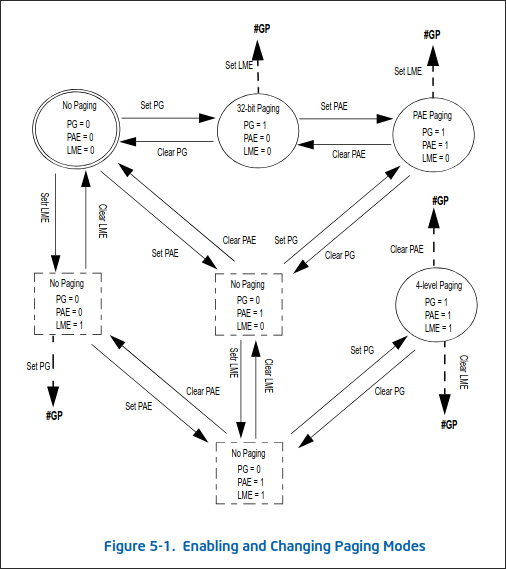 #GP
#GP
Set LME
Set LME
No Paging
PG = 0
PAE = 0
LME = 0
Set PG
Clear PG
32-bit Paging
PG = 1
PAE = 0
LME = 0
Set PAE
Clear PAE
PAE Paging
PG = 1
PAE = 1
LME = 0
Setr LME
Clear LME
Set PAE
Clear PAE
Set PG
Clear PG
#GP
Clear PAE
No Paging
PG = 0
PAE = 0
LME = 1
No Paging
PG = 0
PAE = 1
LME = 0
4-level Paging
PG = 1
PAE = 1
LME = 1
Set PG
#GP
Set PAE
Clear PAE
Setr LME
Clear LME
Set PG
Clear PG
Clear LME
#GP
No Paging
PG = 0
PAE = 1
LME = 1
Figure 5-1. Enabling and Changing Paging Modes